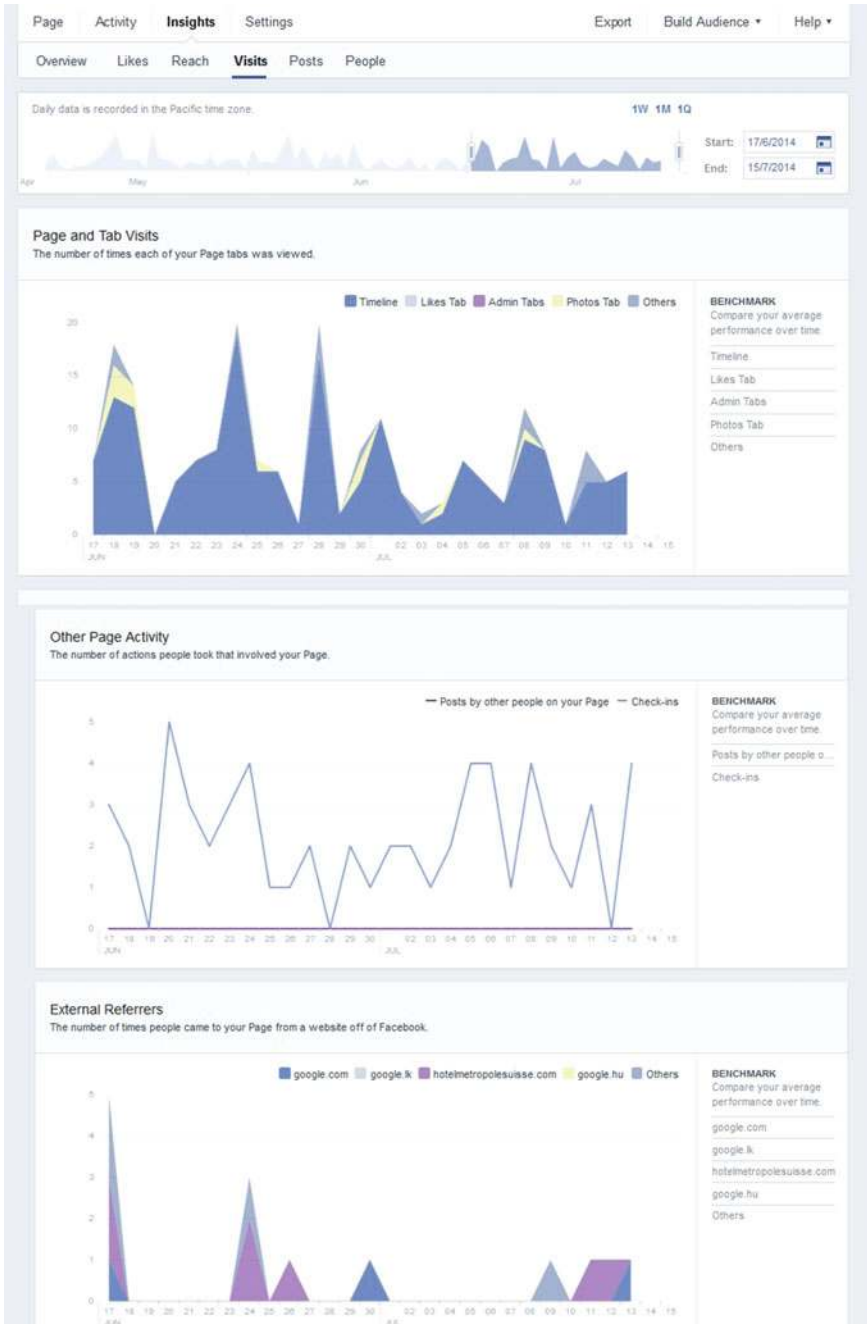 Page Activity Insights Settings Export Build Audience Help
Overview Likes Reach Visits Posts People
Daily data is recorded in the Pacific time zone.
1W 1M 1Q
Start: 17/6/2014
End: 15/7/2014
Apr May Jun Jul
Page and Tab Visits
The number of times each of your Page tabs was viewed.
Timeline Likes Tab Admin Tabs Photos Tab Others
BENCHMARK
Compare your average
performance over time.
Timeline
Likes Tab
Admin Tabs
Photos Tab
Others
20
15
10
5
0
17 18 19 20 21 22 23 24 25 26 27 28 29 30 02 03 04 05 06 07 08 09 10 11 12 13 14 15
JUN JUL
Other Page Activity
The number of actions people took that involved your Page.
Posts by other people on your Page Check-ins
BENCHMARK
Compare your average
performance over time.
Posts by other people o...
Check-ins
5
4
3
2
1
0
17 18 19 20 21 22 23 24 25 26 27 28 29 30 02 03 04 05 06 07 08 09 10 11 12 13 14 15
JUN JUL
External Referrers
The number of times people came to your Page from a website off of Facebook.
google.com google.lk hotelmetropolesuisse.com google.hu Others
BENCHMARK
Compare your average
performance over time.
google.com
google.lk
hotelmetropolesuisse.com
google.hu
Others
5
4
3
2
1
0
17 18 19 20 21 22 23 24 25 26 27 28 29 30 02 03 04 05 06 07 08 09 10 11 12 13 14 15